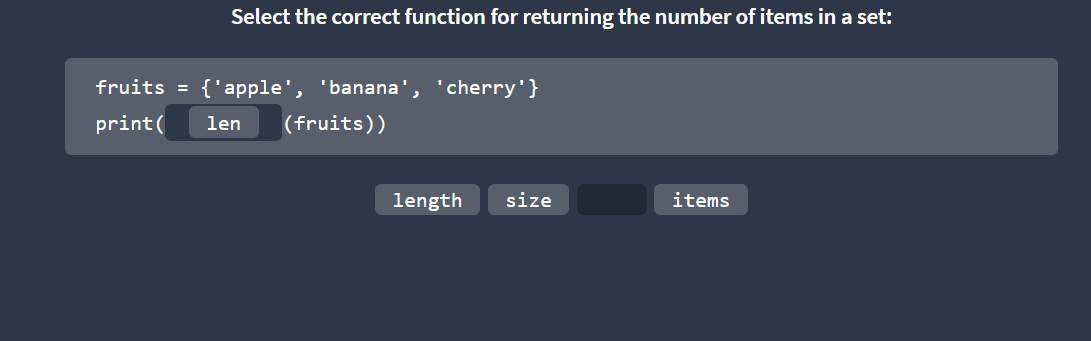 Select the correct function for returning the number of items in a set:
fruits = {'apple', 'banana', 'cherry'}
print( len (fruits))
length size items